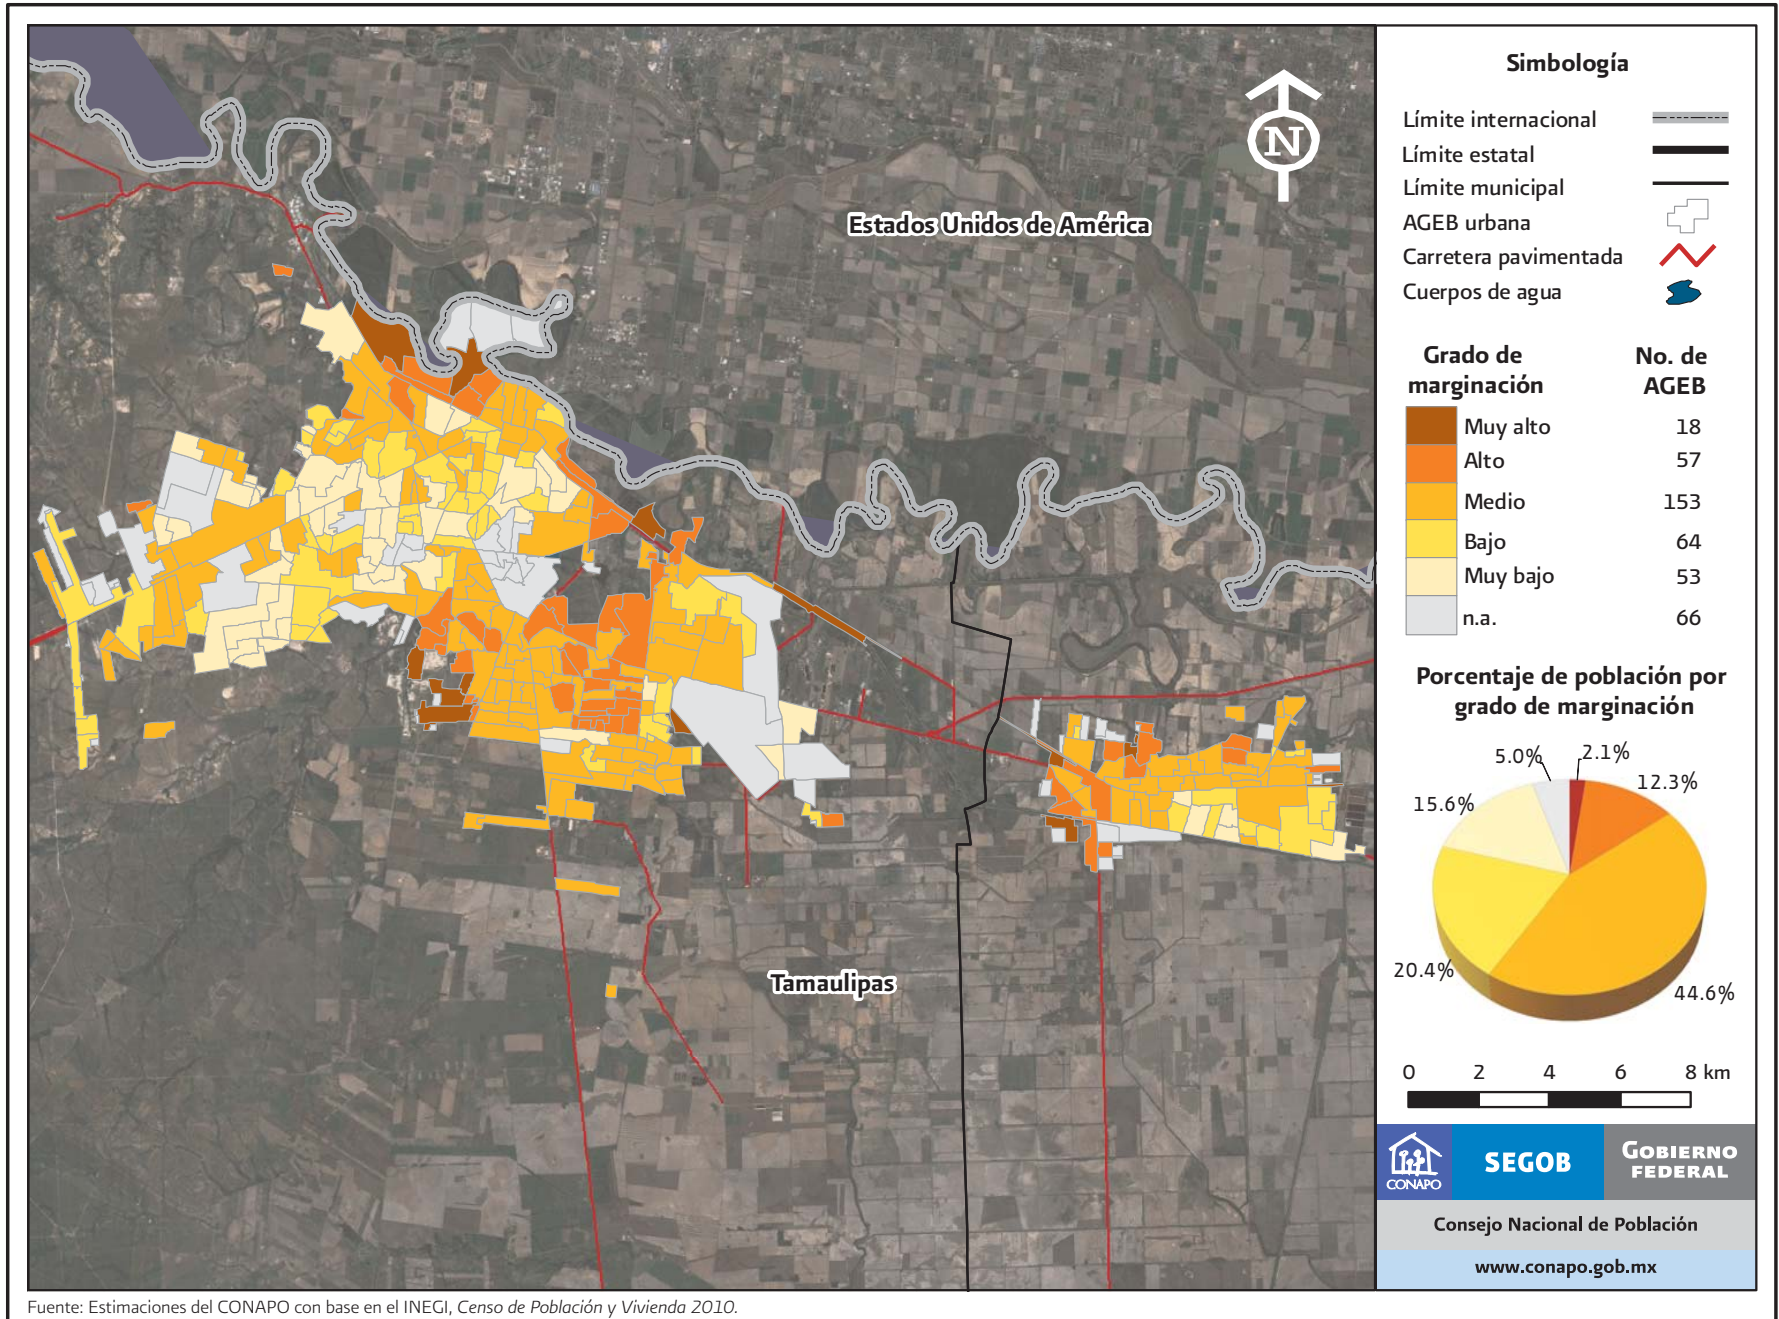 Estados Unidos de América
N
Tamaulipas
Simbología
Límite internacional
Límite estatal
Límite municipal
AGEB urbana
Carretera pavimentada
Cuerpos de agua
Grado de marginación
No. de AGEB
Muy alto 18
Alto 57
Medio 153
Bajo 64
Muy bajo 53
n.a. 66
Porcentaje de población por
grado de marginación
5.0%
2.1%
12.3%
15.6%
20.4%
44.6%
0 2 4 6 8 km
CONAPO
SEGOB
GOBIERNO
FEDERAL
Consejo Nacional de Población
www.conapo.gob.mx
Fuente: Estimaciones del CONAPO con base en el INEGI, Censo de Población y Vivienda 2010.